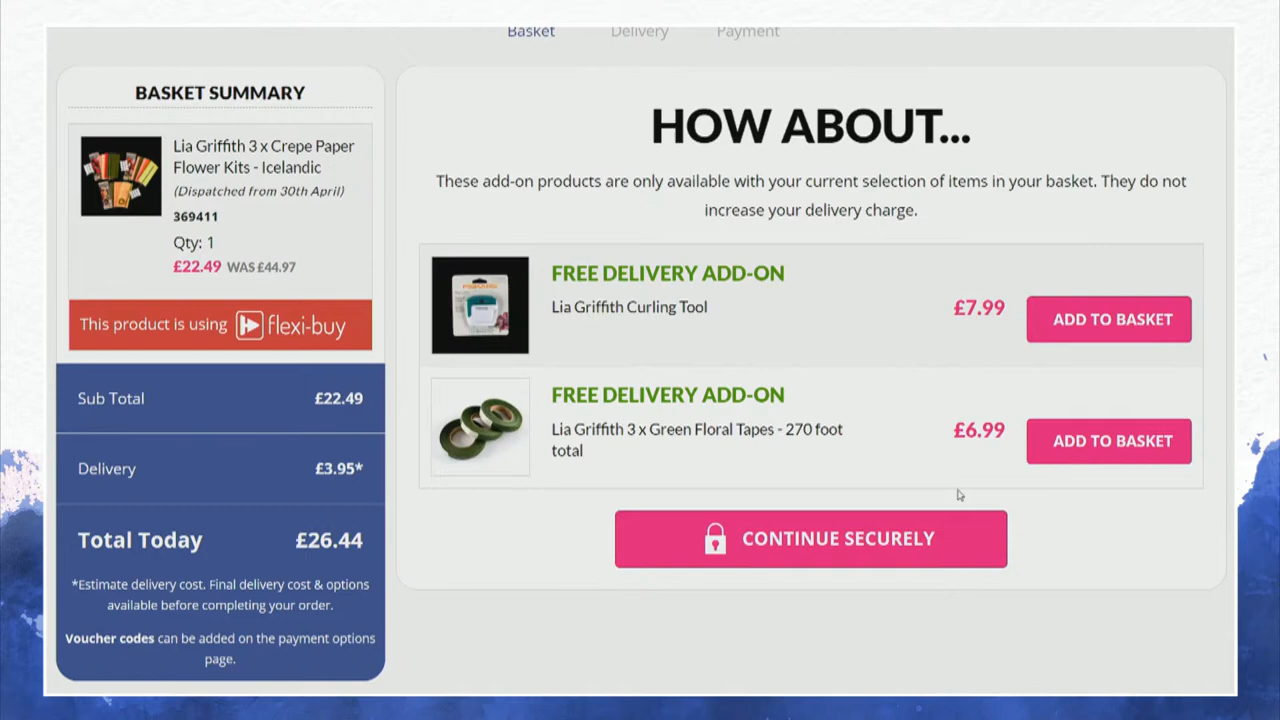 Basket Delivery Payment
BASKET SUMMARY
Lia Griffith 3 x Crepe Paper
Flower Kits - Icelandic
(Dispatched from 30th April)
369411
Qty: 1
£22.49 WAS £44.97
This product is using flexi-buy
Sub Total £22.49
Delivery £3.95*
Total Today £26.44
*Estimate delivery cost. Final delivery cost & options
available before completing your order.
Voucher codes can be added on the payment options
page.
HOW ABOUT...
These add-on products are only available with your current selection of items in your basket. They do not
increase your delivery charge.
FREE DELIVERY ADD-ON
Lia Griffith Curling Tool
£7.99
ADD TO BASKET
FREE DELIVERY ADD-ON
Lia Griffith 3 x Green Floral Tapes - 270 foot
total
£6.99
ADD TO BASKET
CONTINUE SECURELY